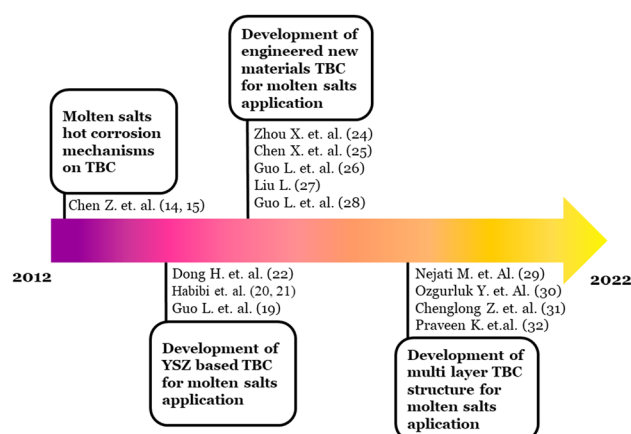 Development of
engineered new
materials TBC
for molten salts
application
Molten salts
hot corrosion
mechanisms
on TBC
Zhou X. et. al. (24)
Chen X. et. al. (25)
Guo L. et. al. (26)
Liu L. (27)
Guo L. et. al. (28)
Chen Z. et. al. (14, 15)
2012
2022
Dong H. et. al. (22)
Habibi et. al. (20, 21)
Guo L. et. al. (19)
Nejati M. et. Al (29)
Ozgurluk Y. et. Al (30)
Chenglong Z. et. al. (31)
Praveen K. et.al. (32)
Development of
YSZ based TBC
for molten salts
application
Development of
multi layer TBC
structure for
molten salts
aplication